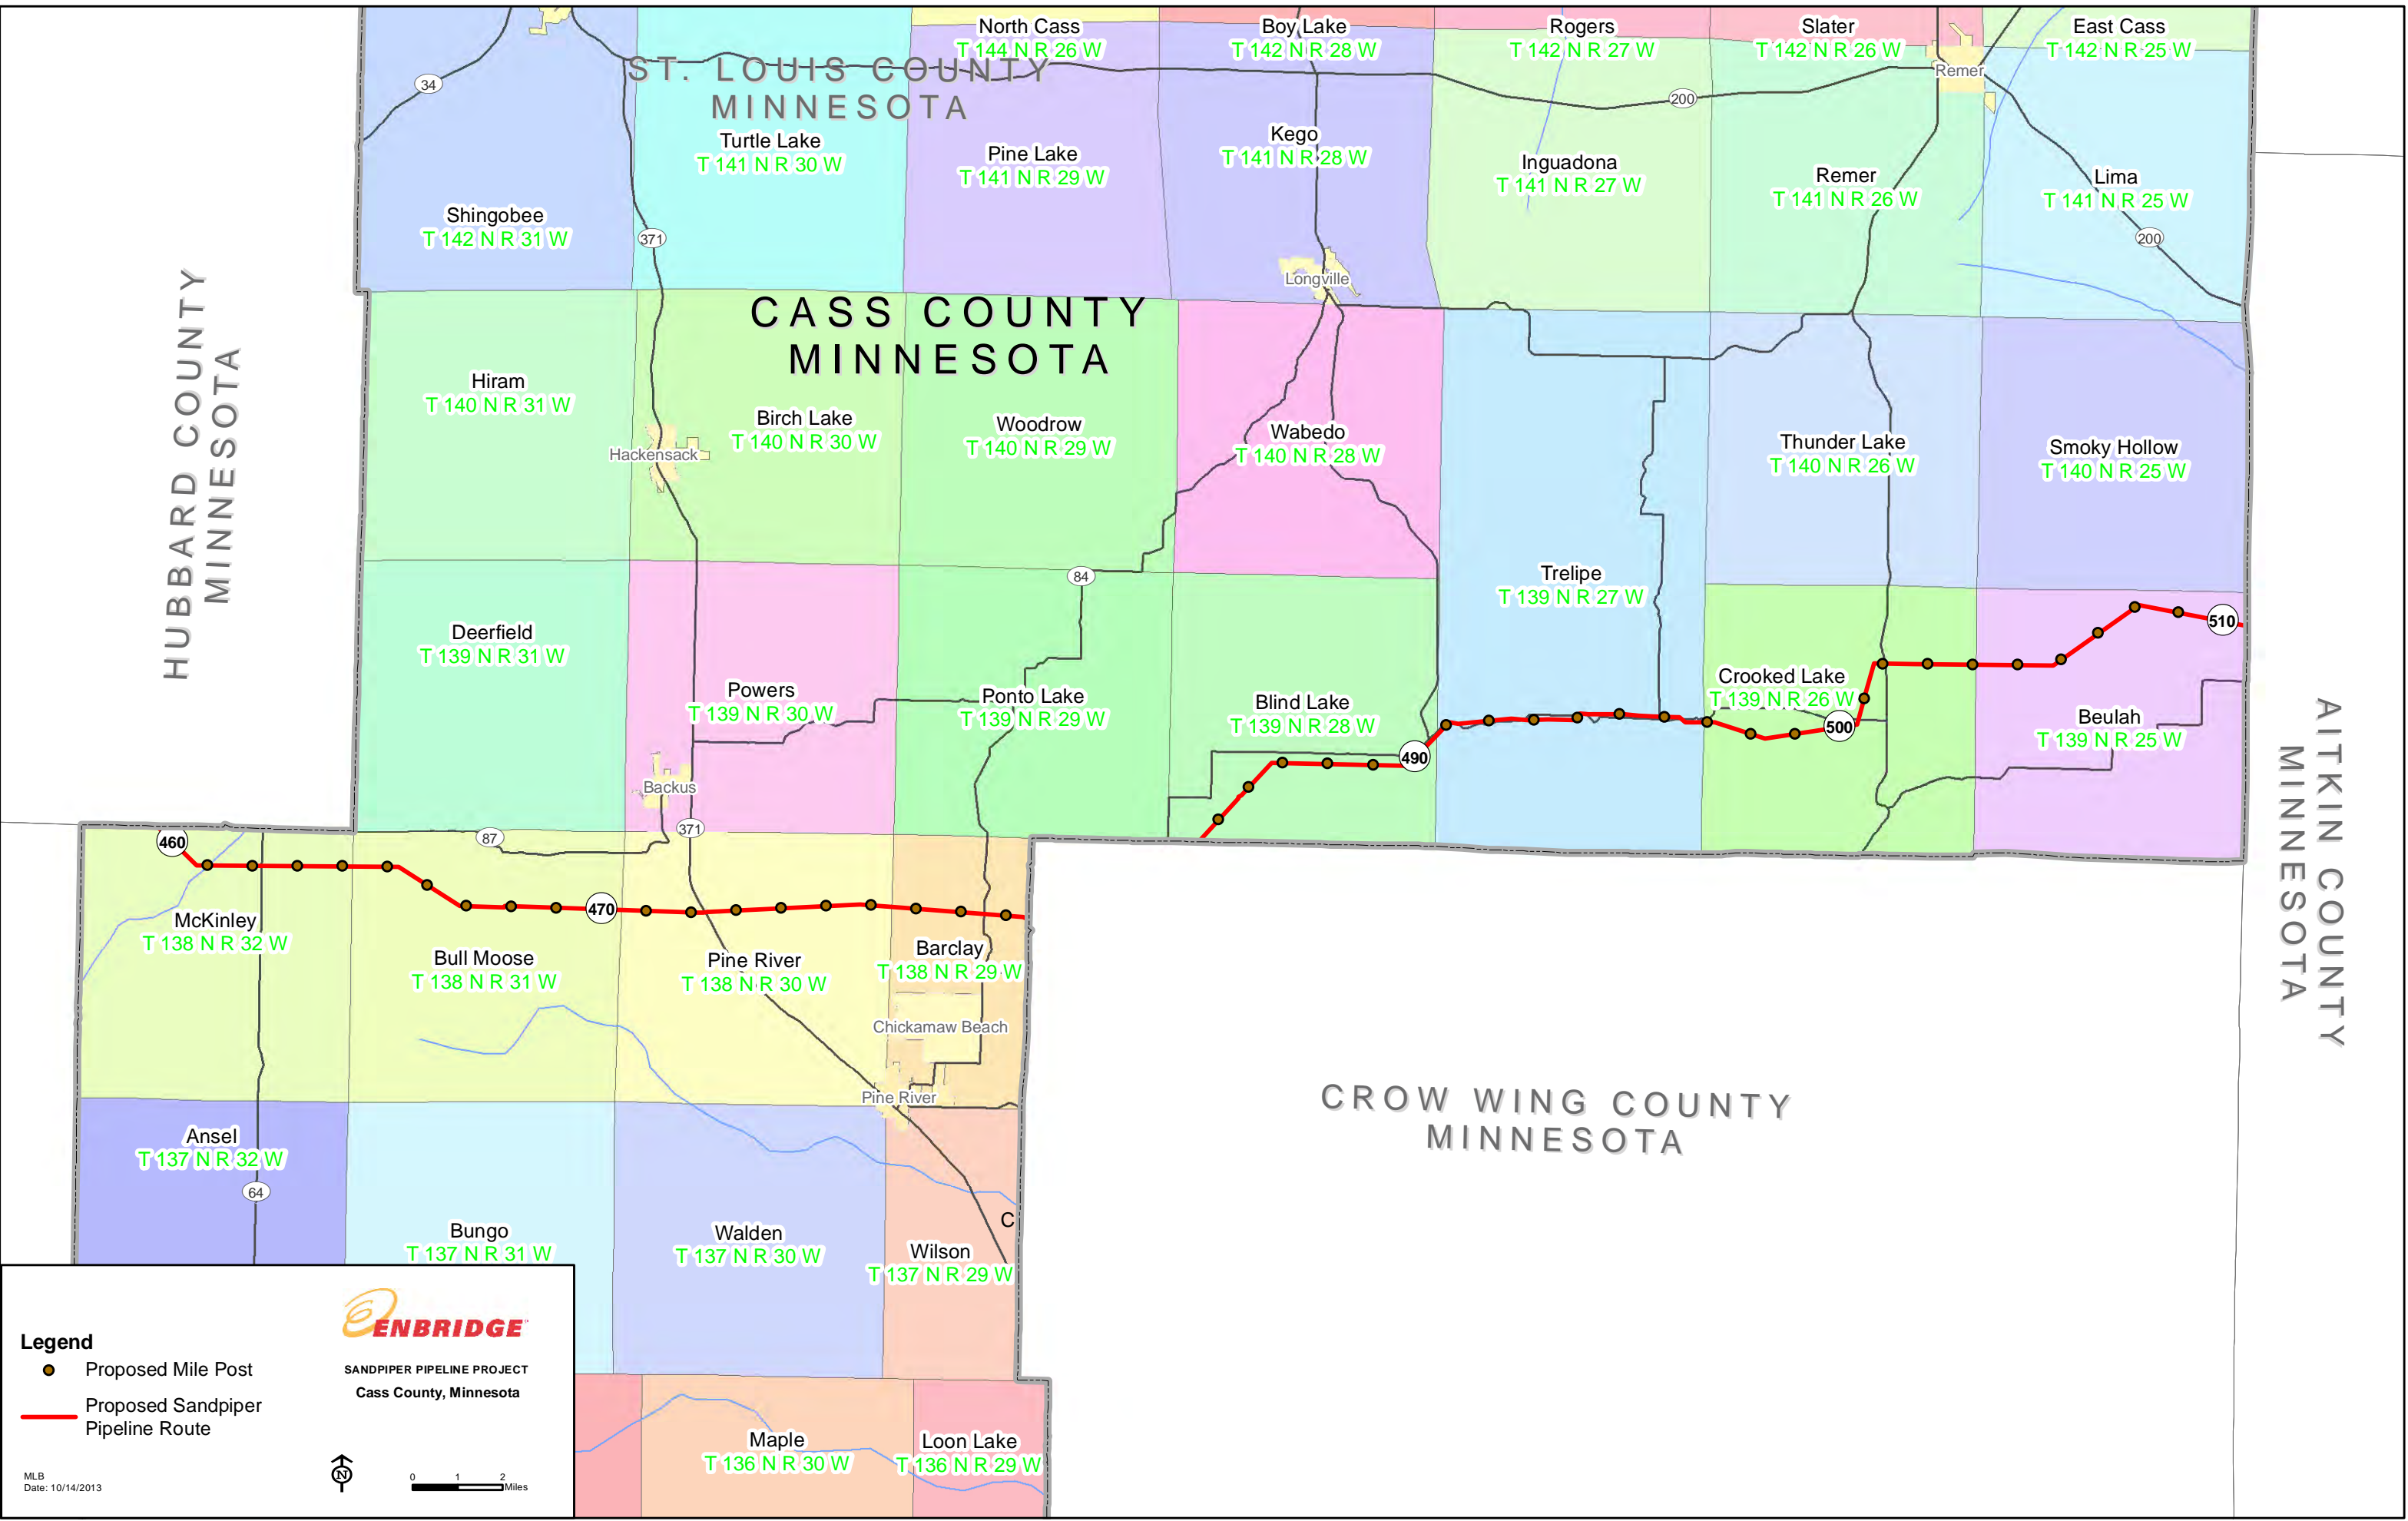 North Cass
T 144 N R 26 W
Boy Lake
T 142 N R 28 W
Rogers
T 142 N R 27 W
Slater
T 142 N R 26 W
East Cass
T 142 N R 25 W
Remer
34
ST. LOUIS COUNTY
MINNESOTA
200
Turtle Lake
T 141 N R 30 W
Pine Lake
T 141 N R 29 W
Kego
T 141 N R 28 W
Inguadona
T 141 N R 27 W
Remer
T 141 N R 26 W
Lima
T 141 N R 25 W
200
Shingobee
T 142 N R 31 W
371
Longville
HUBBARD COUNTY
MINNESOTA
CASS COUNTY
MINNESOTA
Hiram
T 140 N R 31 W
Hackensack
Birch Lake
T 140 N R 30 W
Woodrow
T 140 N R 29 W
Wabedo
T 140 N R 28 W
Thunder Lake
T 140 N R 26 W
Smoky Hollow
T 140 N R 25 W
84
Trelipe
T 139 N R 27 W
Deerfield
T 139 N R 31 W
Powers
T 139 N R 30 W
Ponto Lake
T 139 N R 29 W
Blind Lake
T 139 N R 28 W
Crooked Lake
T 139 N R 26 W
Beulah
T 139 N R 25 W
510
500
490
AITKIN COUNTY
MINNESOTA
Backus
371
87
460
470
McKinley
T 138 N R 32 W
Bull Moose
T 138 N R 31 W
Pine River
T 138 N R 30 W
Barclay
T 138 N R 29 W
Chickamaw Beach
Pine River
CROW WING COUNTY
MINNESOTA
Ansel
T 137 N R 32 W
64
Bungo
T 137 N R 31 W
Walden
T 137 N R 30 W
C
Wilson
T 137 N R 29 W
Maple
T 136 N R 30 W
Loon Lake
T 136 N R 29 W
ENBRIDGE
SANDPIPER PIPELINE PROJECT
Cass County, Minnesota
Legend
Proposed Mile Post
Proposed Sandpiper
Pipeline Route
MLB
Date: 10/14/2013
N
0 1 2
Miles